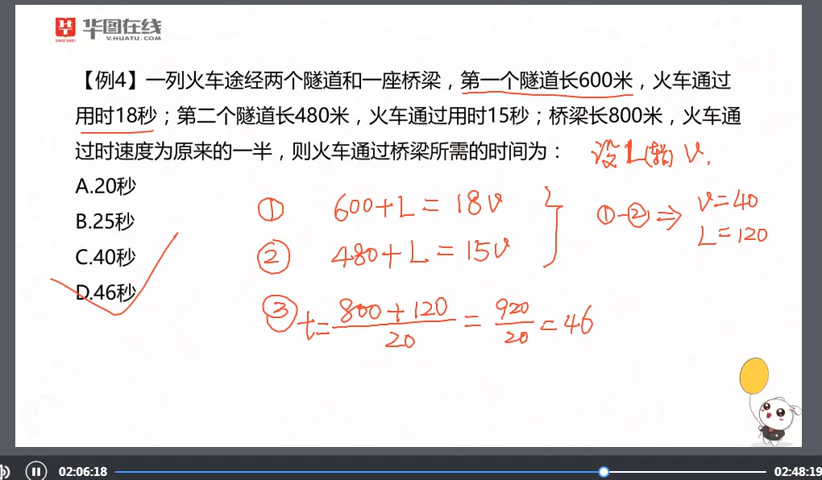 华图在线
V.HUATU.COM
【例4】一列火车途经两个隧道和一座桥梁，第一个隧道长600米，火车通过
用时18秒；第二个隧道长480米，火车通过用时15秒；桥梁长800米，火车通
过时速度为原来的一半，则火车通过桥梁所需的时间为：
设L(辆) V.
A.20秒
B.25秒
C.40秒
D.46秒
① 600+L=18V
② 480+L=15V
①-②⇒ V=40
L=120
③ t=800+120/20=920/20=46
02:06:18
02:48:19